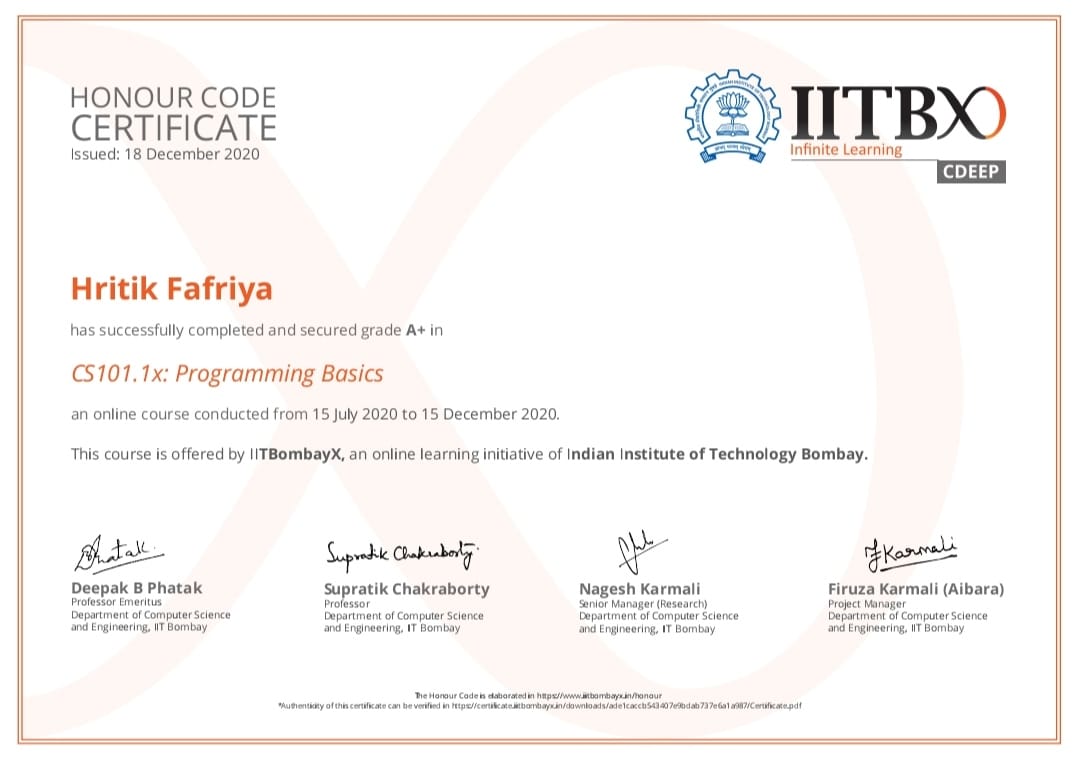 HONOUR CODE
CERTIFICATE
Issued: 18 December 2020
IITBX
Infinite Learning
CDEEP
Hritik Fafriya
has successfully completed and secured grade A+ in
CS101.1x: Programming Basics
an online course conducted from 15 July 2020 to 15 December 2020.
This course is offered by IITBombayX, an online learning initiative of Indian Institute of Technology Bombay.
Phatak.
Supratik Chakraborty
FKarmali
Deepak B Phatak
Professor Emeritus
Department of Computer Science
and Engineering, IIT Bombay
Supratik Chakraborty
Professor
Department of Computer Science
and Engineering, IT Bombay
Nagesh Karmali
Senior Manager (Research)
Department of Computer Science
and Engineering, IT Bombay
Firuza Karmali (Aibara)
Project Manager
Department of Computer Science
and Engineering, IIT Bombay
The Honour Code is elaborated in https://www.iitbombayx.in/honour
*Authenticity of this certificate can be verified in https://certificate.iitbombayx.in/downloads/ade1caccb543407e9bdab737e6a1a987/Certificate.pdf